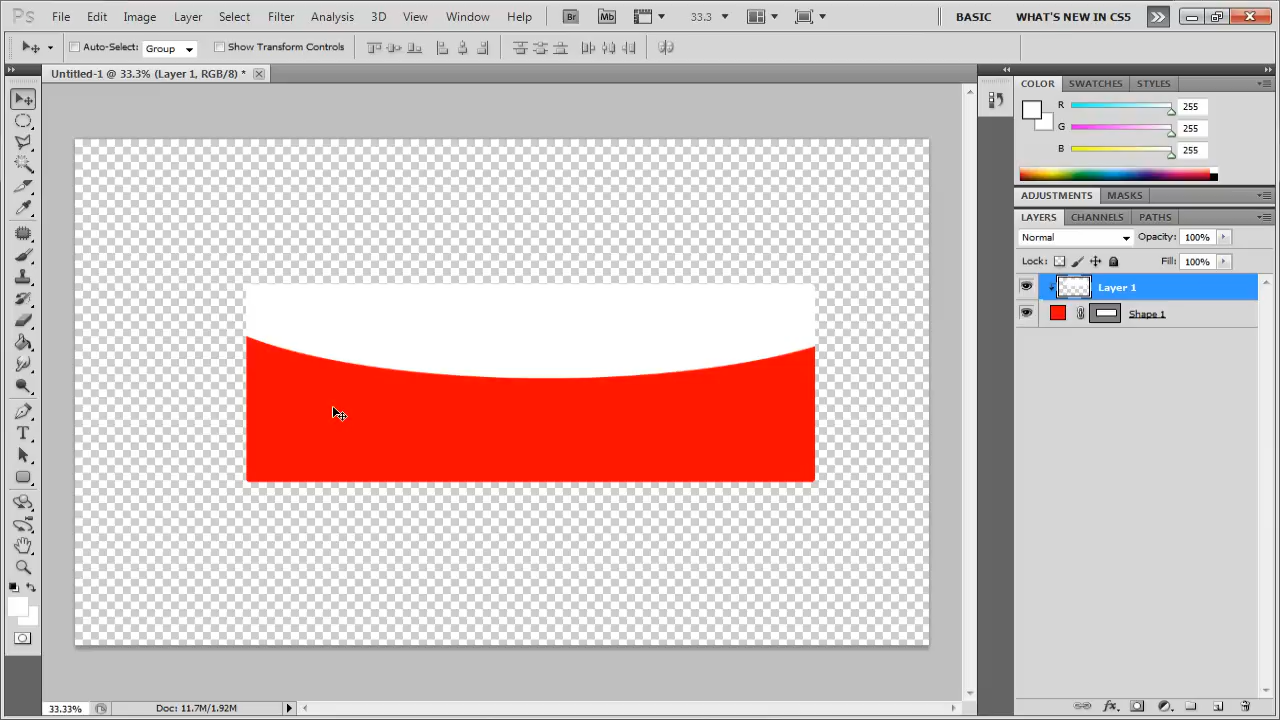 Ps File Edit Image Layer Select Filter Analysis 3D View Window Help Br Mb 33.3 BASIC WHAT'S NEW IN CS5
Auto-Select: Group Show Transform Controls
Untitled-1 @ 33.3% (Layer 1, RGB/8) *
COLOR SWATCHES STYLES
R 255
G 255
B 255
ADJUSTMENTS MASKS
LAYERS CHANNELS PATHS
Normal Opacity: 100%
Lock: Fill: 100%
Layer 1
Shape 1
T
33.33% Doc: 11.7M/1.92M
fx